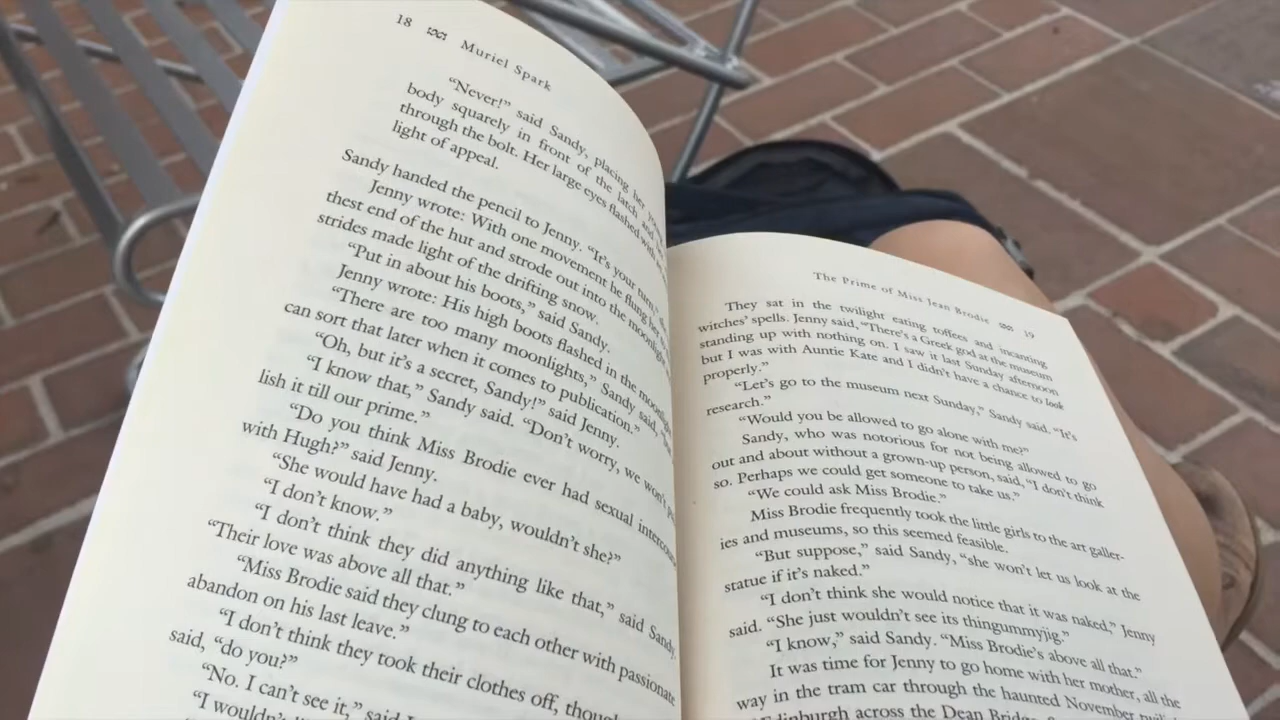 18 Muriel Spark
“Never!” said Sandy, placing her
body squarely in front of the latch and
through the bolt. Her large eyes flashed with
light of appeal.
Sandy handed the pencil to Jenny. “It’s your turn,”
Jenny wrote: With one movement he flung her
thest end of the hut and strode out into the moonlight
strides made light of the drifting snow.
“Put in about his boots,” said Sandy.
Jenny wrote: His high boots flashed in the moonlight.
“There are too many moonlights,” Sandy said,
can sort that later when it comes to publication.”
“Oh, but it’s a secret, Sandy!” said Jenny.
“I know that,” Sandy said. “Don’t worry, we won’t
lish it till our prime.”
“Do you think Miss Brodie ever had sexual intercourse
with Hugh?” said Jenny.
“She would have had a baby, wouldn’t she?”
“I don’t know.”
“I don’t think they did anything like that,” said Sandy.
“Their love was above all that.”
“Miss Brodie said they clung to each other with passionate
abandon on his last leave.”
“I don’t think they took their clothes off, though,
said, “do you?”
“No. I can’t see it,” said
“I wouldn’t
The Prime of Miss Jean Brodie 19
They sat in the twilight eating toffees and incanting
witches’ spells. Jenny said, “There’s a Greek god at the museum
standing up with nothing on. I saw it last Sunday afternoon
but I was with Auntie Kate and I didn’t have a chance to look
properly.”
“Let’s go to the museum next Sunday,” Sandy said. “It’s
research.”
“Would you be allowed to go alone with me?”
Sandy, who was notorious for not being allowed to go
out and about without a grown-up person, said, “I don’t think
so. Perhaps we could get someone to take us.”
“We could ask Miss Brodie.”
Miss Brodie frequently took the little girls to the art galler-
ies and museums, so this seemed feasible.
“But suppose,” said Sandy, “she won’t let us look at the
statue if it’s naked.”
“I don’t think she would notice that it was naked,” Jenny
said. “She just wouldn’t see its thingummyjig.”
“I know,” said Sandy. “Miss Brodie’s above all that.”
It was time for Jenny to go home with her mother, all the
way in the tram car through the haunted November
Edinburgh across the Dean Bridge